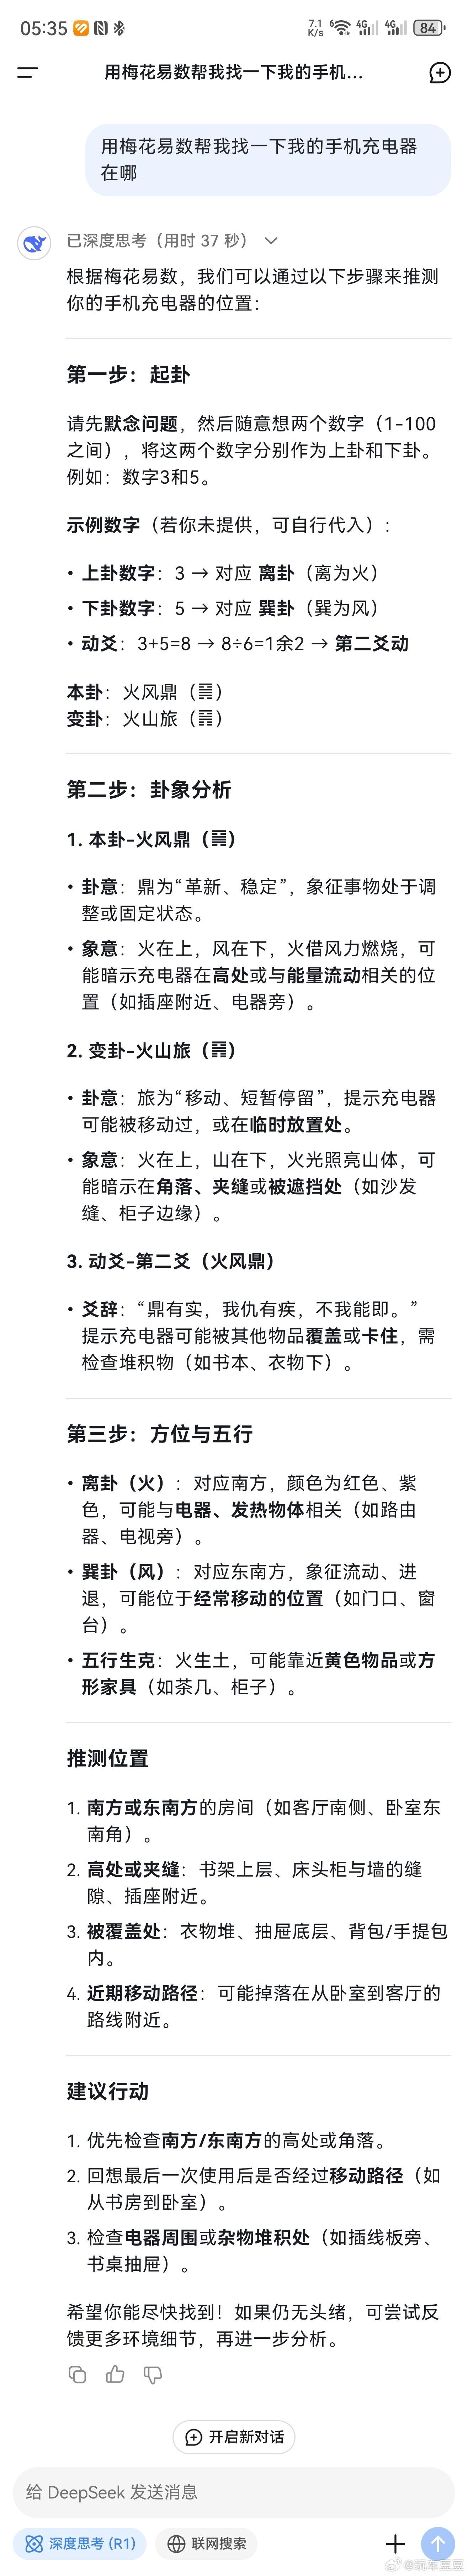 05:35
7.1 K/s 6 4G 4G 84
用梅花易数帮我找一下我的手机...
用梅花易数帮我找一下我的手机充电器
在哪
已深度思考（用时 37 秒）
根据梅花易数，我们可以通过以下步骤来推测
你的手机充电器的位置：
第一步：起卦
请先默念问题，然后随意想两个数字（1-100
之间），将这两个数字分别作为上卦和下卦。
例如：数字3和5。
示例数字（若你未提供，可自行代入）：
• 上卦数字：3 → 对应 离卦（离为火）
• 下卦数字：5 → 对应 巽卦（巽为风）
• 动爻：3+5=8 → 8÷6=1余2 → 第二爻动
本卦：火风鼎（䷱）
变卦：火山旅（䷷）
第二步：卦象分析
1. 本卦-火风鼎（䷱）
• 卦意：鼎为“革新、稳定”，象征事物处于调
整或固定状态。
• 象意：火在上，风在下，火借风力燃烧，可
能暗示充电器在高处或与能量流动相关的位
置（如插座附近、电器旁）。
2. 变卦-火山旅（䷷）
• 卦意：旅为“移动、短暂停留”，提示充电器
可能被移动过，或在临时放置处。
• 象意：火在上，山在下，火光照亮山体，可
能暗示在角落、夹缝或被遮挡处（如沙发
缝、柜子边缘）。
3. 动爻-第二爻（火风鼎）
• 爻辞：“鼎有实，我仇有疾，不我能即。”
提示充电器可能被其他物品覆盖或卡住，需
检查堆积物（如书本、衣物下）。
第三步：方位与五行
• 离卦（火）：对应南方，颜色为红色、紫
色，可能与电器、发热物体相关（如路由
器、电视旁）。
• 巽卦（风）：对应东南方，象征流动、进
退，可能位于经常移动的位置（如门口、窗
台）。
• 五行生克：火生土，可能靠近黄色物品或方
形家具（如茶几、柜子）。
推测位置
1. 南方或东南方的房间（如客厅南侧、卧室东
南角）。
2. 高处或夹缝：书架上层、床头柜与墙的缝
隙、插座附近。
3. 被覆盖处：衣物堆、抽屉底层、背包/手提包
内。
4. 近期移动路径：可能掉落在从卧室到客厅的
路线附近。
建议行动
1. 优先检查南方/东南方的高处或角落。
2. 回想最后一次使用后是否经过移动路径（如
从书房到卧室）。
3. 检查电器周围或杂物堆积处（如插线板旁、
书桌抽屉）。
希望你能尽快找到！如果仍无头绪，可尝试反
馈更多环境细节，再进一步分析。
开启新对话
给 DeepSeek 发送消息
深度思考 (R1) 联网搜索